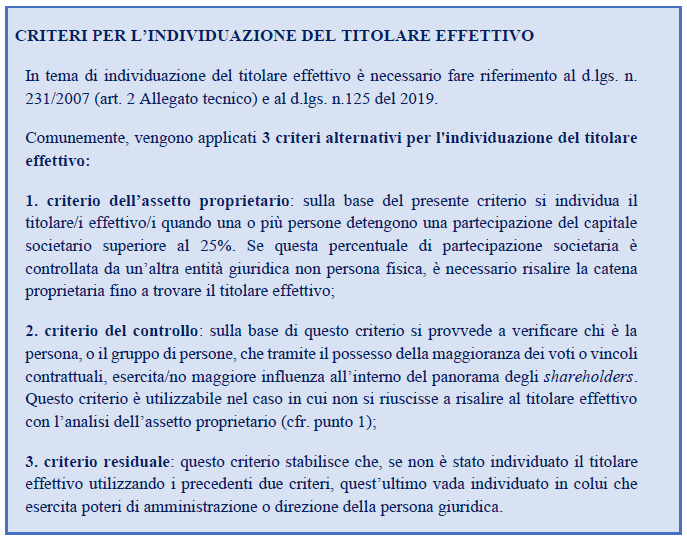 CRITERI PER L’INDIVIDUAZIONE DEL TITOLARE EFFETTIVO
In tema di individuazione del titolare effettivo è necessario fare riferimento al d.lgs. n.
231/2007 (art. 2 Allegato tecnico) e al d.lgs. n.125 del 2019.
Comunemente, vengono applicati 3 criteri alternativi per l'individuazione del titolare
effettivo:
1. criterio dell’assetto proprietario: sulla base del presente criterio si individua il
titolare/i effettivo/i quando una o più persone detengono una partecipazione del capitale
societario superiore al 25%. Se questa percentuale di partecipazione societaria è
controllata da un’altra entità giuridica non persona fisica, è necessario risalire la catena
proprietaria fino a trovare il titolare effettivo;
2. criterio del controllo: sulla base di questo criterio si provvede a verificare chi è la
persona, o il gruppo di persone, che tramite il possesso della maggioranza dei voti o vincoli
contrattuali, esercita/no maggiore influenza all’interno del panorama degli shareholders.
Questo criterio è utilizzabile nel caso in cui non si riuscisse a risalire al titolare effettivo
con l’analisi dell’assetto proprietario (cfr. punto 1);
3. criterio residuale: questo criterio stabilisce che, se non è stato individuato il titolare
effettivo utilizzando i precedenti due criteri, quest’ultimo vada individuato in colui che
esercita poteri di amministrazione o direzione della persona giuridica.